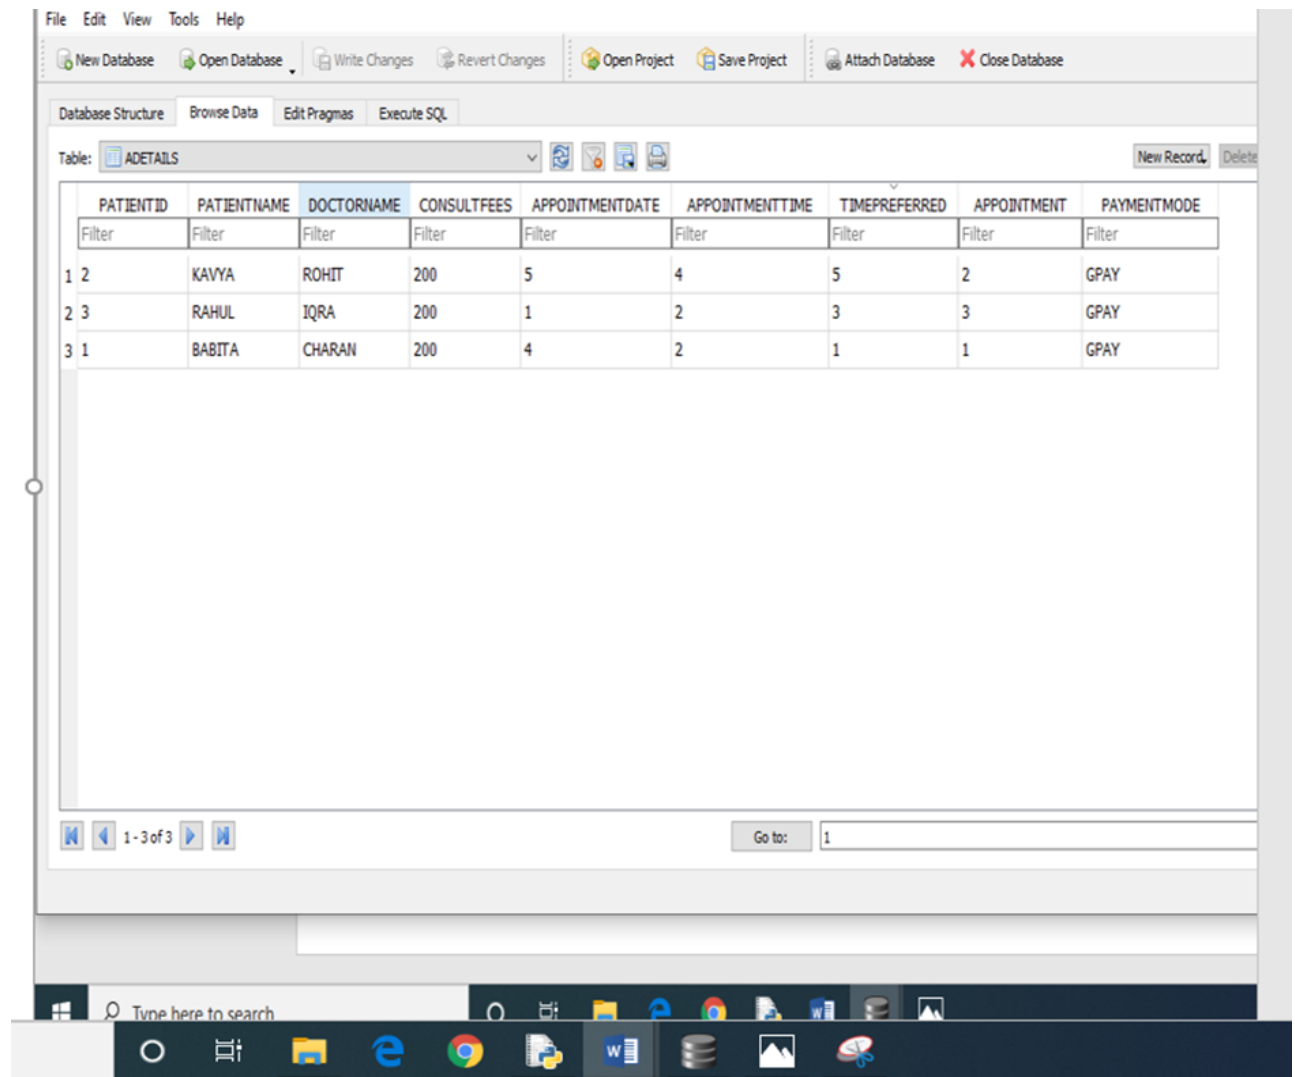 File Edit View Tools Help
New Database Open Database Write Changes Revert Changes Open Project Save Project Attach Database Close Database
Database Structure Browse Data Edit Pragmas Execute SQL
Table: ADETAILS New Record Delete
PATIENTID PATIENTNAME DOCTORNAME CONSULTFEES APPOINTMENTDATE APPOINTMENTTIME TIMEPREFERRED APPOINTMENT PAYMENTMODE
Filter Filter Filter Filter Filter Filter Filter Filter Filter
1 2 KAVYA ROHIT 200 5 4 5 2 GPAY
2 3 RAHUL IQRA 200 1 2 3 3 GPAY
3 1 BABITA CHARAN 200 4 2 1 1 GPAY
1 - 3 of 3 Go to: 1
Type here to search